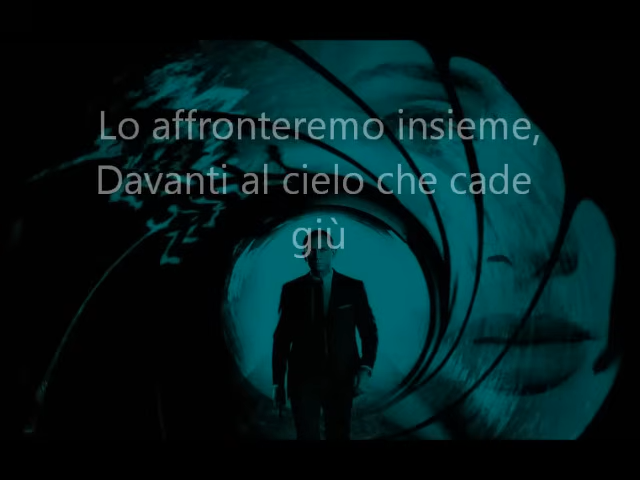 Lo affronteremo insieme,
Davanti al cielo che cade
giù